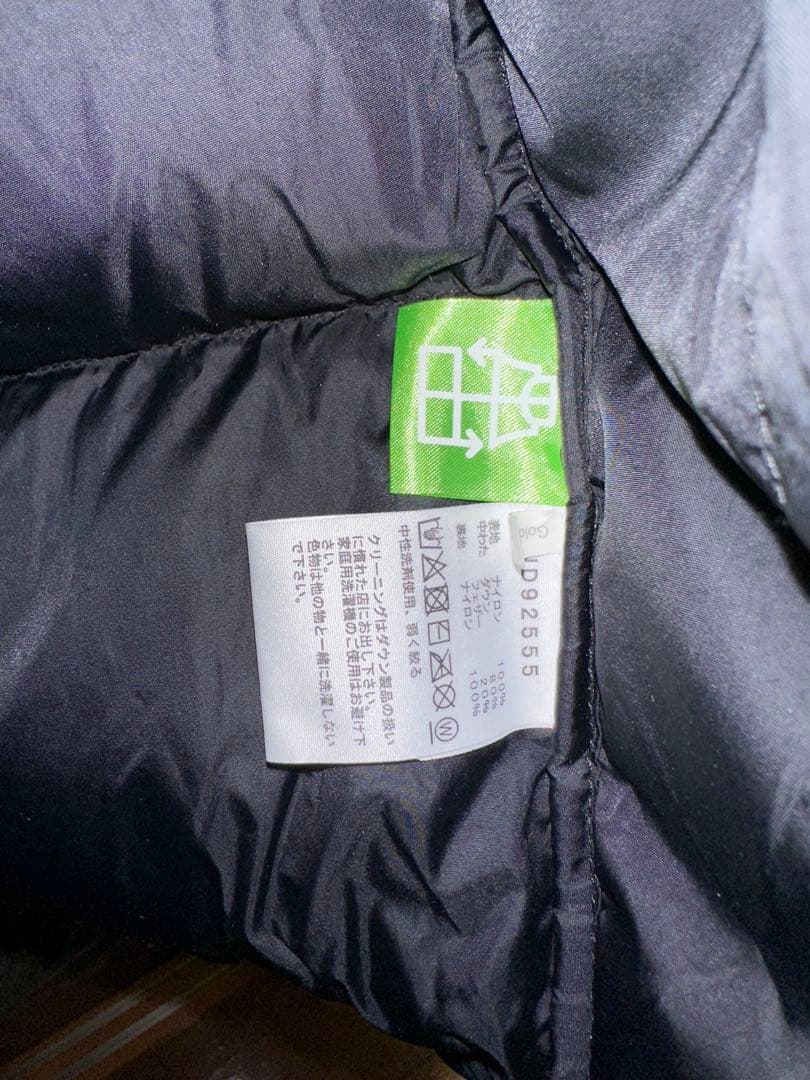 Gold
ND92555
表地 ナイロン 100%
中わた ダウン 80%
フェザー 20%
裏地 ナイロン 100%
W
中性洗剤使用、弱く絞る
クリーニングはダウン製品の扱い
に慣れた店にお出し下さい。
家庭用洗濯機のご使用はお避け下
さい。
色物は他の物と一緒に洗濯しない
で下さい。